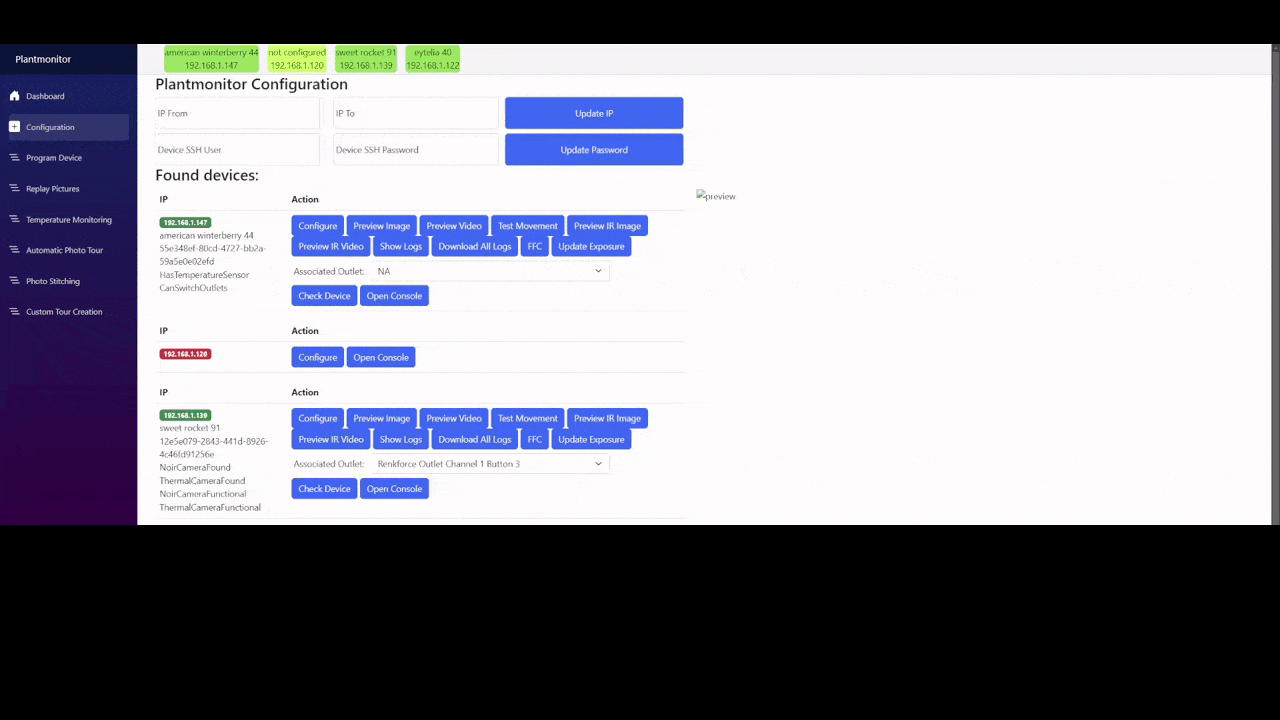 Plantmonitor
Dashboard
Configuration
Program Device
Replay Pictures
Temperature Monitoring
Automatic Photo Tour
Photo Stitching
Custom Tour Creation
american winterberry 44
192.168.1.147
not configured
192.168.1.120
sweet rocket 91
192.168.1.139
eytelia 40
192.168.1.122
Plantmonitor Configuration
IP From
IP To
Update IP
Device SSH User
Device SSH Password
Update Password
Found devices:
IP
Action
192.168.1.147
american winterberry 44
55e348ef-80cd-4727-bb2a-
59a5e0e02efd
HasTemperatureSensor
CanSwitchOutlets
Configure
Preview Image
Preview Video
Test Movement
Preview IR Image
Preview IR Video
Show Logs
Download All Logs
FFC
Update Exposure
Associated Outlet:
NA
Check Device
Open Console
preview
IP
Action
192.168.1.120
Configure
Open Console
IP
Action
192.168.1.139
sweet rocket 91
12e5e079-2843-441d-8926-
4c46fd91256e
NoirCameraFound
ThermalCameraFound
NoirCameraFunctional
ThermalCameraFunctional
Configure
Preview Image
Preview Video
Test Movement
Preview IR Image
Preview IR Video
Show Logs
Download All Logs
FFC
Update Exposure
Associated Outlet:
Renkforce Outlet Channel 1 Button 3
Check Device
Open Console